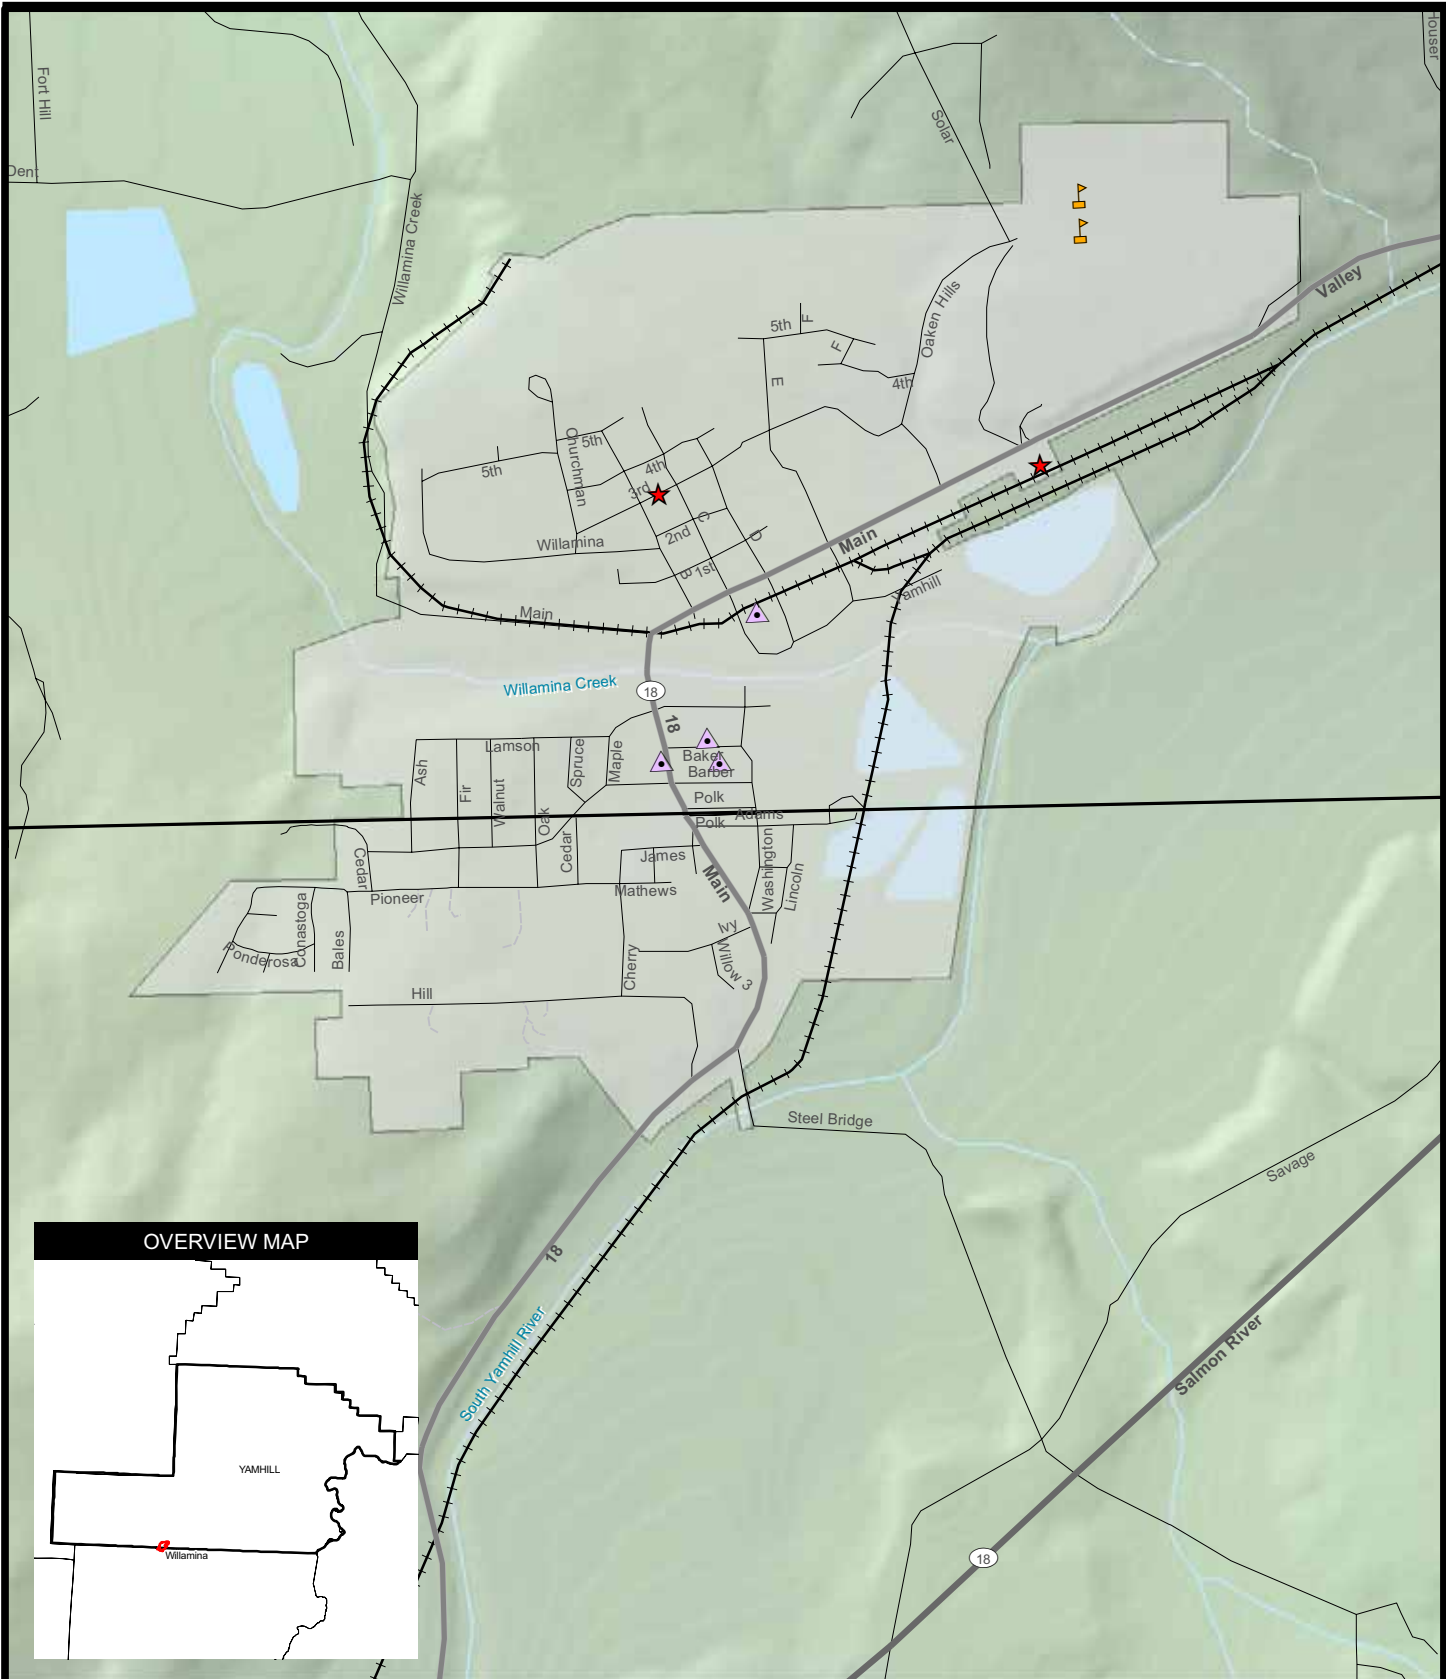 Houser
Fort Hill
Dent
Solar
Willamina Creek
Valley
Oaken Hills
5th
F
F
E
4th
Churchman
5th
5th
4th
3rd
C
D
2nd
Willamina
Main
B
1st
Yamhill
Main
Willamina Creek
18
18
Lamson
Spruce
Maple
Baker
Barber
Ash
Fir
Walnut
Oak
Polk
Adams
Polk
Cedar
Cedar
James
Main
Washington
Lincoln
Mathews
Pioneer
Conastoga
Bales
Ponderosa
Ivy
Willow 3
Cherry
Hill
Steel Bridge
Savage
18
OVERVIEW MAP
South Yamhill River
Salmon River
YAMHILL
Willamina
18